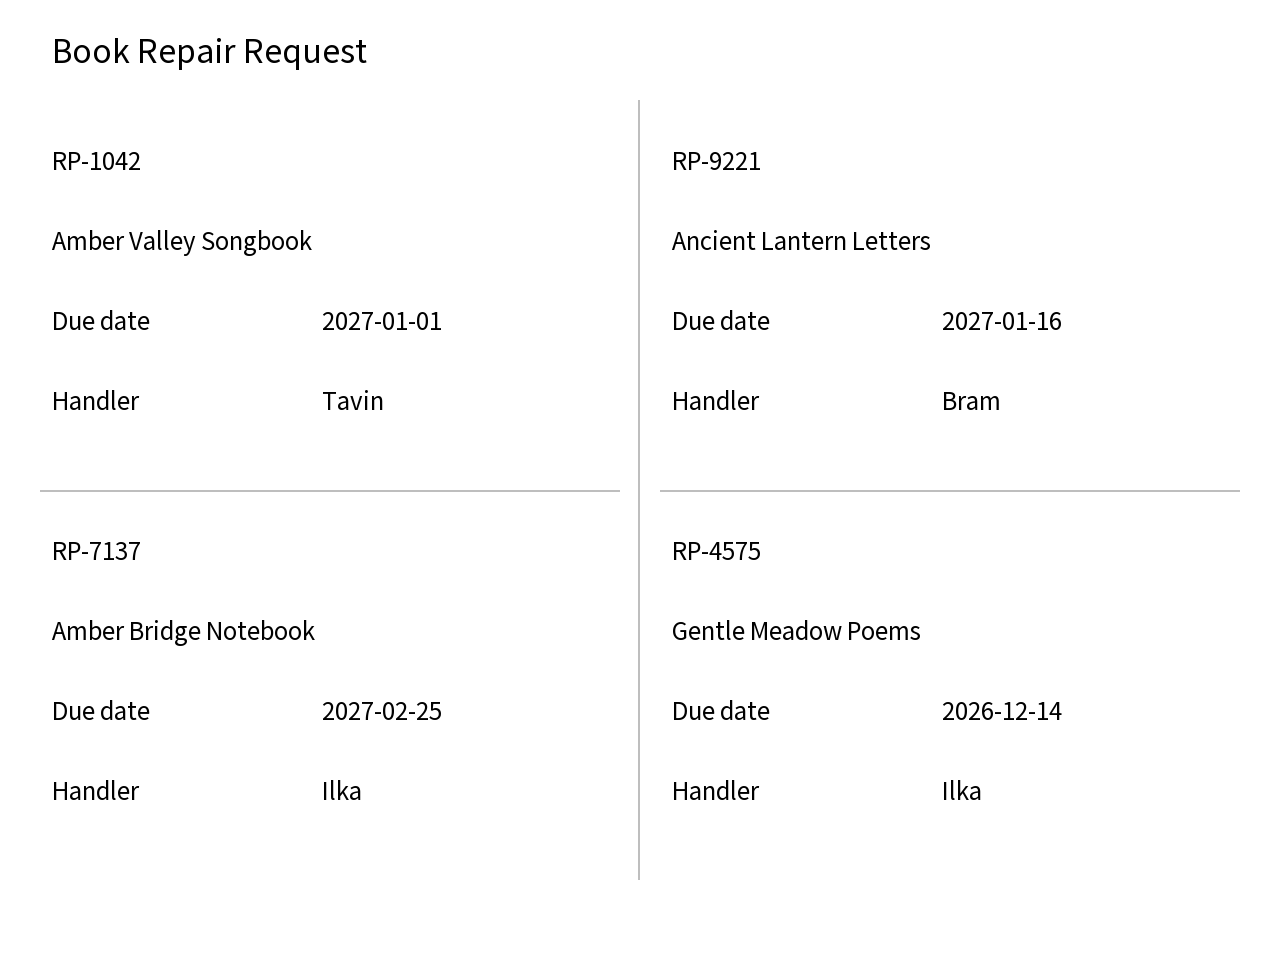 Book Repair Request
RP-1042
Amber Valley Songbook
Due date 2027-01-01
Handler Tavin
RP-7137
Amber Bridge Notebook
Due date 2027-02-25
Handler Ilka
RP-9221
Ancient Lantern Letters
Due date 2027-01-16
Handler Bram
RP-4575
Gentle Meadow Poems
Due date 2026-12-14
Handler Ilka